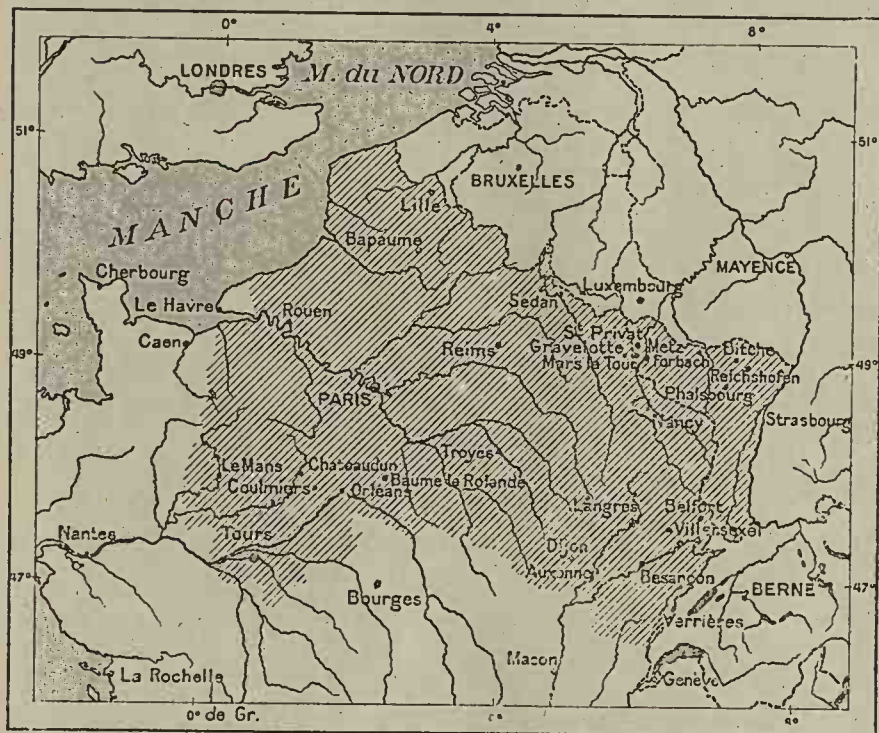 0° 4° 8°
LONDRES
M. du NORD
51° 51°
BRUXELLES
MANCHE
Lille
Bapaume
MAYENCE
Cherbourg
Luxembourg
Le Havre
Sedan
Rouen
St Privat
Caen
Reims
Gravelotte
Metz
Bitche
49° 49°
Mars la Tour
Forbach
Reichshofen
PARIS
Phalsbourg
Nancy
Strasbourg
Troyes
Le Mans
Chateaudun
Baume la Rolande
Coulmiers
Orléans
Langres
Belfort
Nantes
Villersexel
Tours
Dijon
Auxonne
Besançon
47° 47°
Bourges
BERNE
Verrières
Macon
La Rochelle
Genève
0° de Gr.